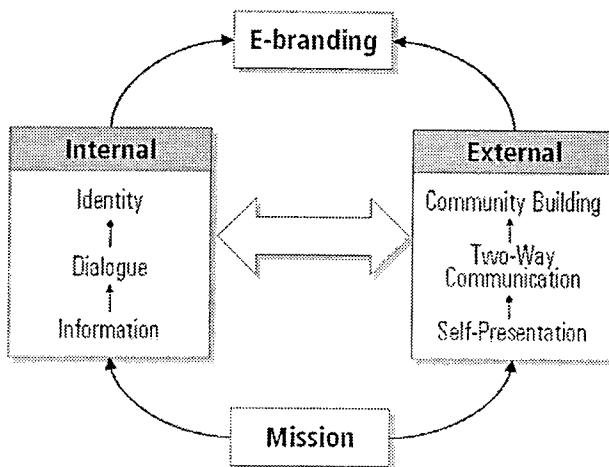 E-branding
Internal
Identity
Dialogue
Information
External
Community Building
Two-Way
Communication
Self-Presentation
Mission